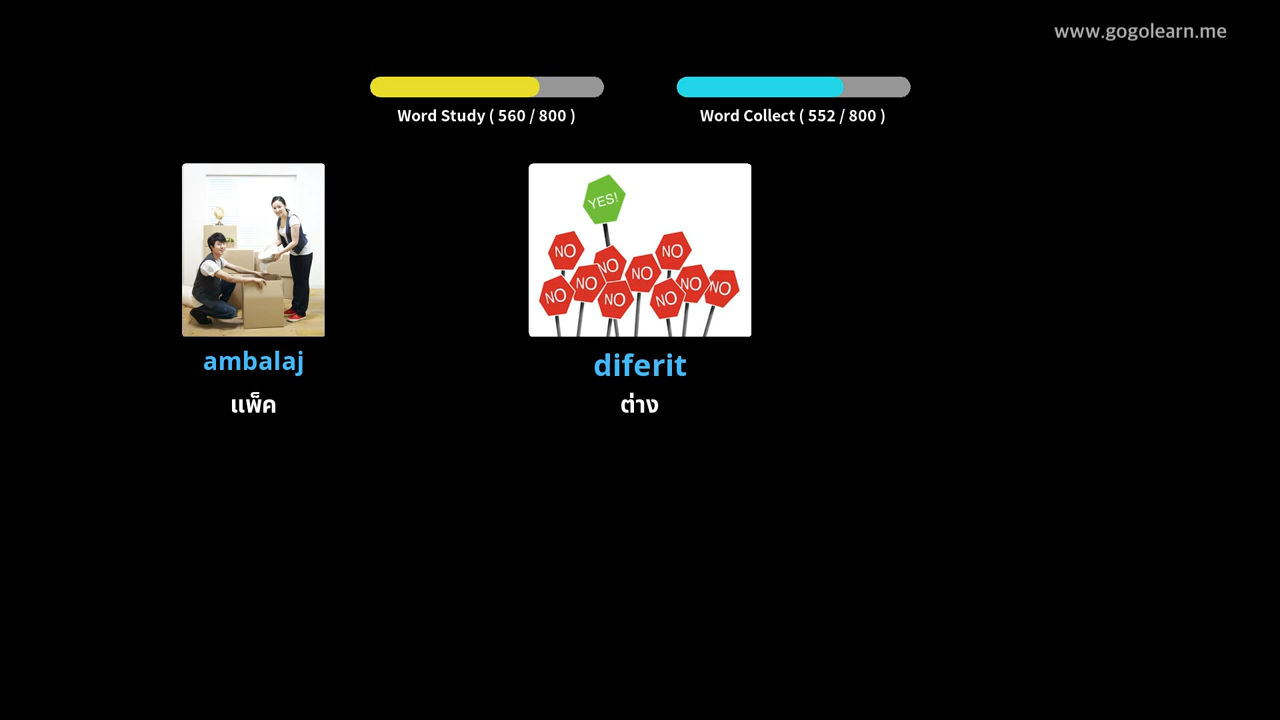 www.gogolearn.me
Word Study ( 560 / 800 )
Word Collect ( 552 / 800 )
YES!
NO
NO
NO
NO
NO
NO
NO
NO
NO
NO
ambalaj
diferit
แพ็ค
ต่าง